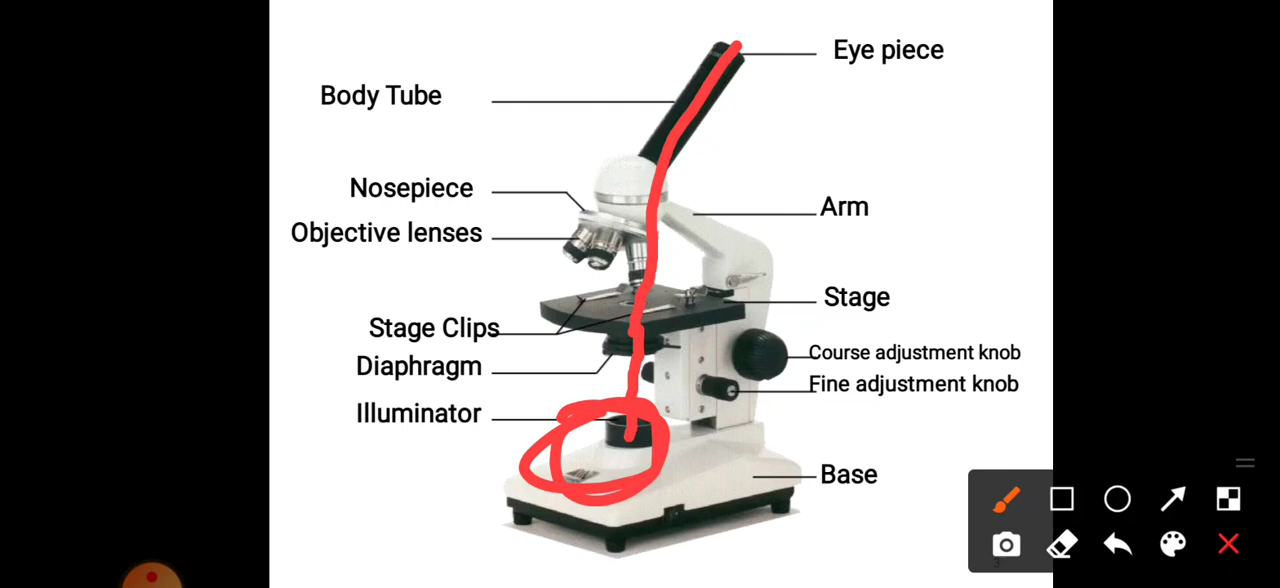 Eye piece
Body Tube
Nosepiece
Arm
Objective lenses
Stage
Stage Clips
Course adjustment knob
Diaphragm
Fine adjustment knob
Illuminator
Base